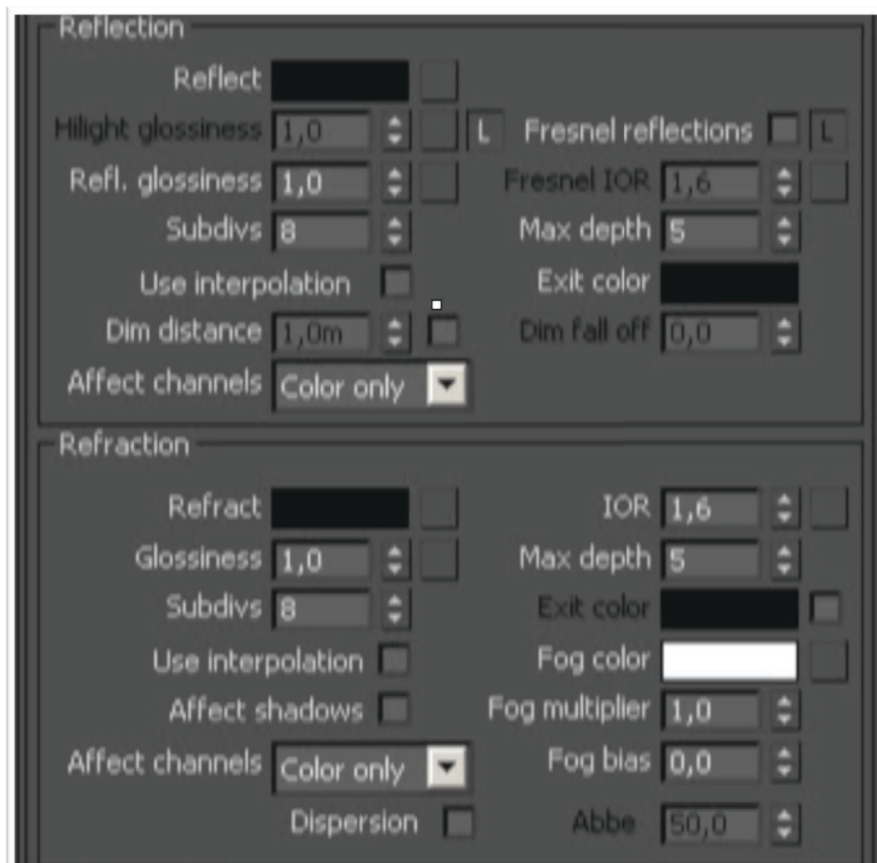 Reflection
Reflect
Hilight glossiness 1,0 L Fresnel reflections L
Refl. glossiness 1,0 Fresnel IOR 1,6
Subdivs 8 Max depth 5
Use interpolation Exit color
Dim distance 1,0m Dim fall off 0,0
Affect channels Color only
Refraction
Refract IOR 1,6
Glossiness 1,0 Max depth 5
Subdivs 8 Exit color
Use interpolation Fog color
Affect shadows Fog multiplier 1,0
Affect channels Color only Fog bias 0,0
Dispersion Abbe 50,0